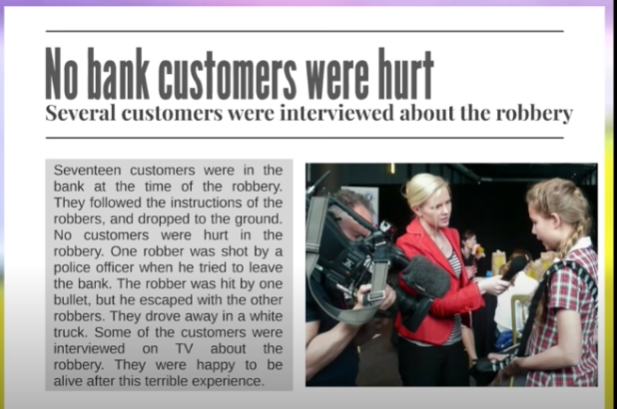 No bank customers were hurt
Several customers were interviewed about the robbery
Seventeen customers were in the
bank at the time of the robbery.
They followed the instructions of the
robbers, and dropped to the ground.
No customers were hurt in the
robbery. One robber was shot by a
police officer when he tried to leave
the bank. The robber was hit by one
bullet, but he escaped with the other
robbers. They drove away in a white
truck. Some of the customers were
interviewed on TV about the
robbery. They were happy to be
alive after this terrible experience.